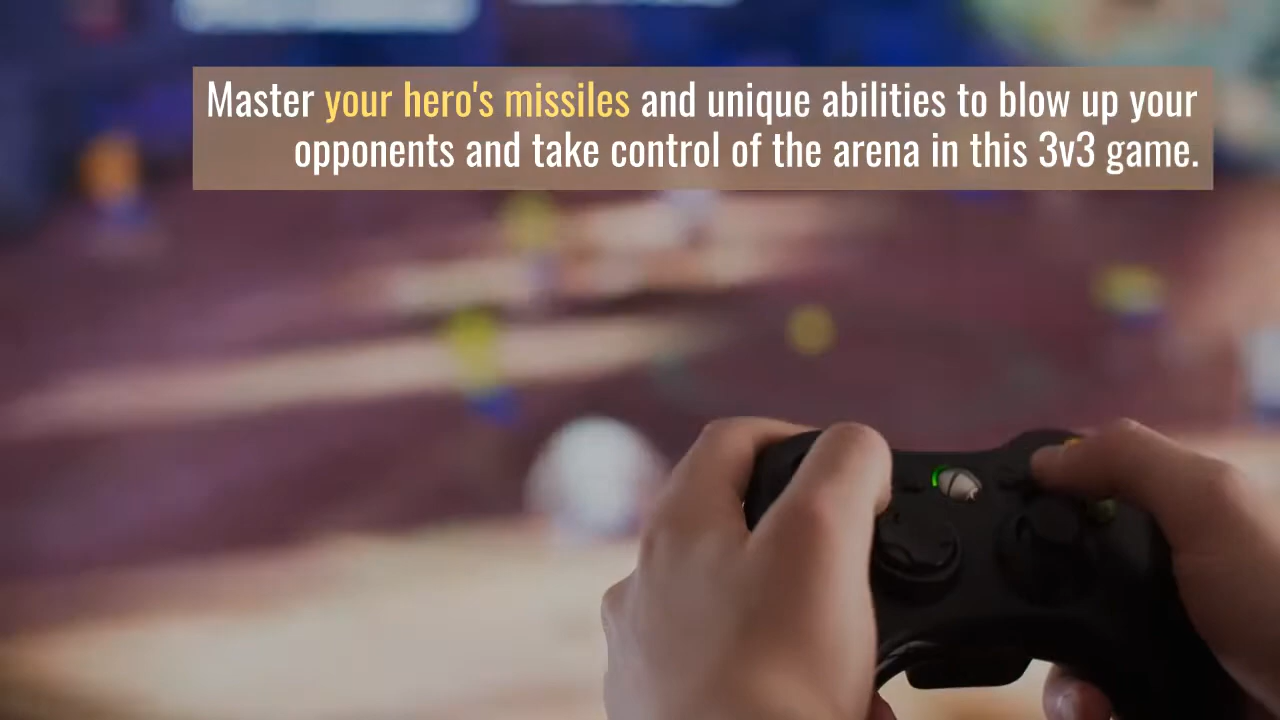 Master your hero's missiles and unique abilities to blow up your
opponents and take control of the arena in this 3v3 game.